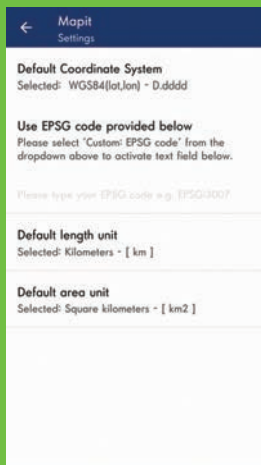 Mapit
Settings
Default Coordinate System
Selected: WGS84(lat,lon) - D.dddd
Use EPSG code provided below
Please select 'Custom: EPSG code' from the
dropdown above to activate text field below.
Please type your EPSG code e.g. EPSG:3007
Default length unit
Selected: Kilometers - [ km ]
Default area unit
Selected: Square kilometers - [ km2 ]